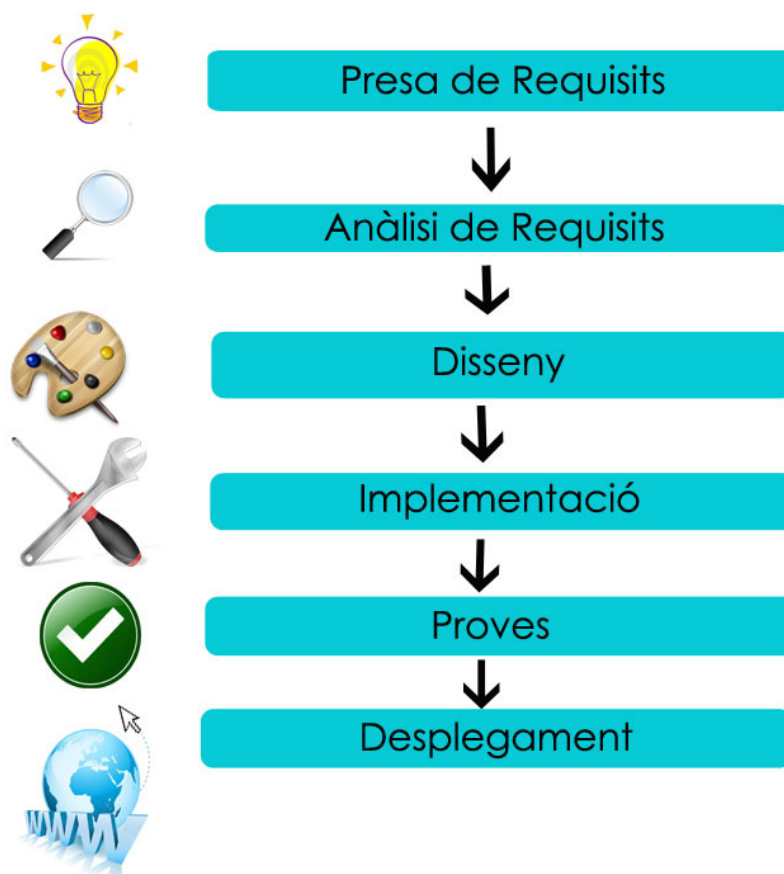 Presa de Requisits
Anàlisi de Requisits
Disseny
Implementació
Proves
Desplegament
WWW